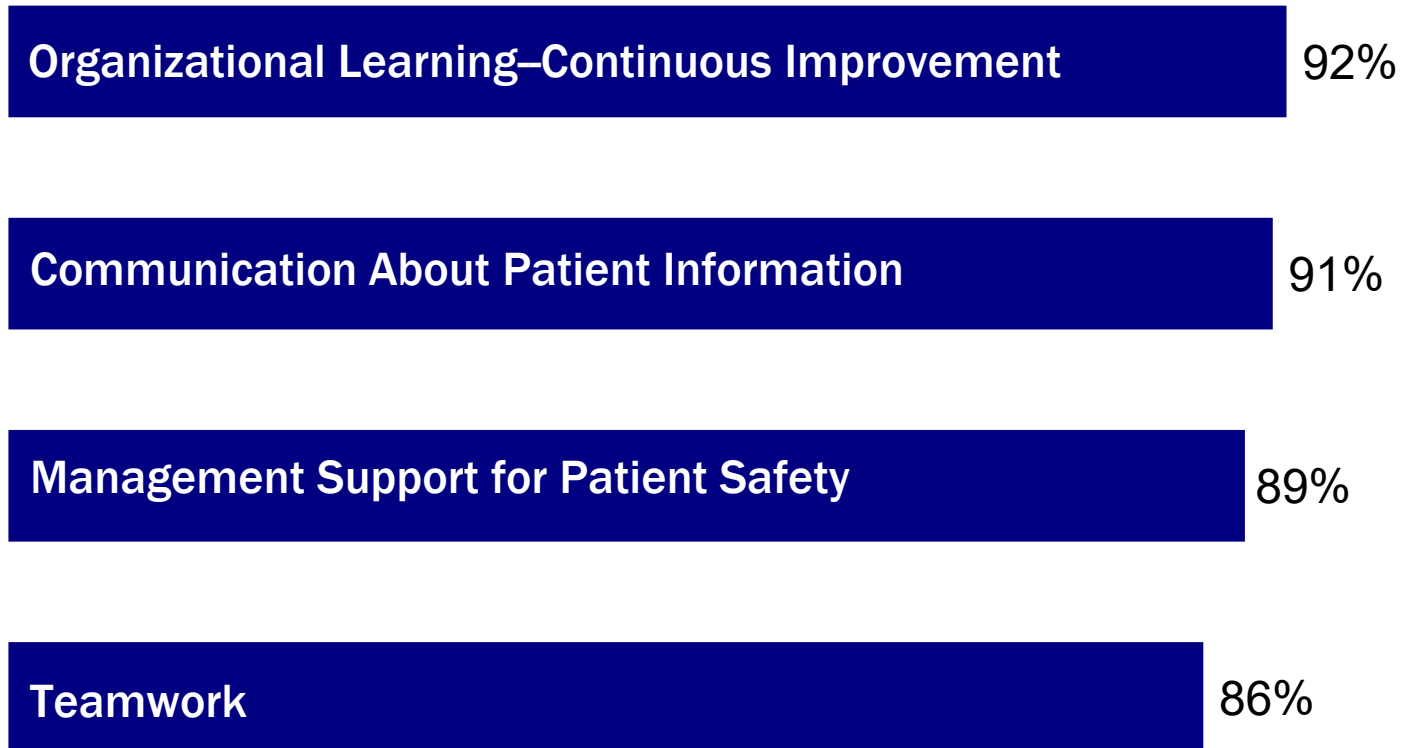 Organizational Learning–Continuous Improvement 92%
Communication About Patient Information 91%
Management Support for Patient Safety 89%
Teamwork 86%